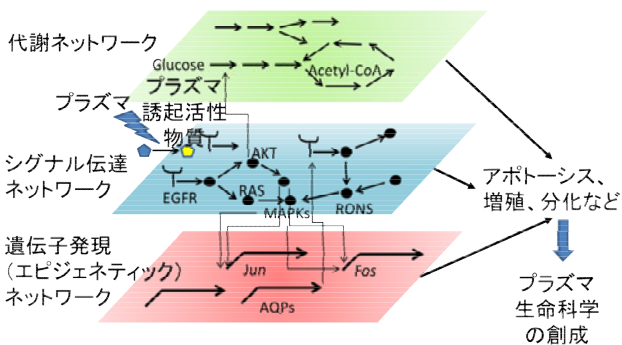 代謝ネットワーク
Glucose
Acetyl-CoA
プラズマ
プラズマ
誘起活性
物質
シグナル伝達
ネットワーク
AKT
EGFR
RAS
MAPKs
RONS
アポトーシス、
増殖、分化など
遺伝子発現
（エピジェネティック）
ネットワーク
Jun
Fos
AQPs
プラズマ
生命科学
の創成